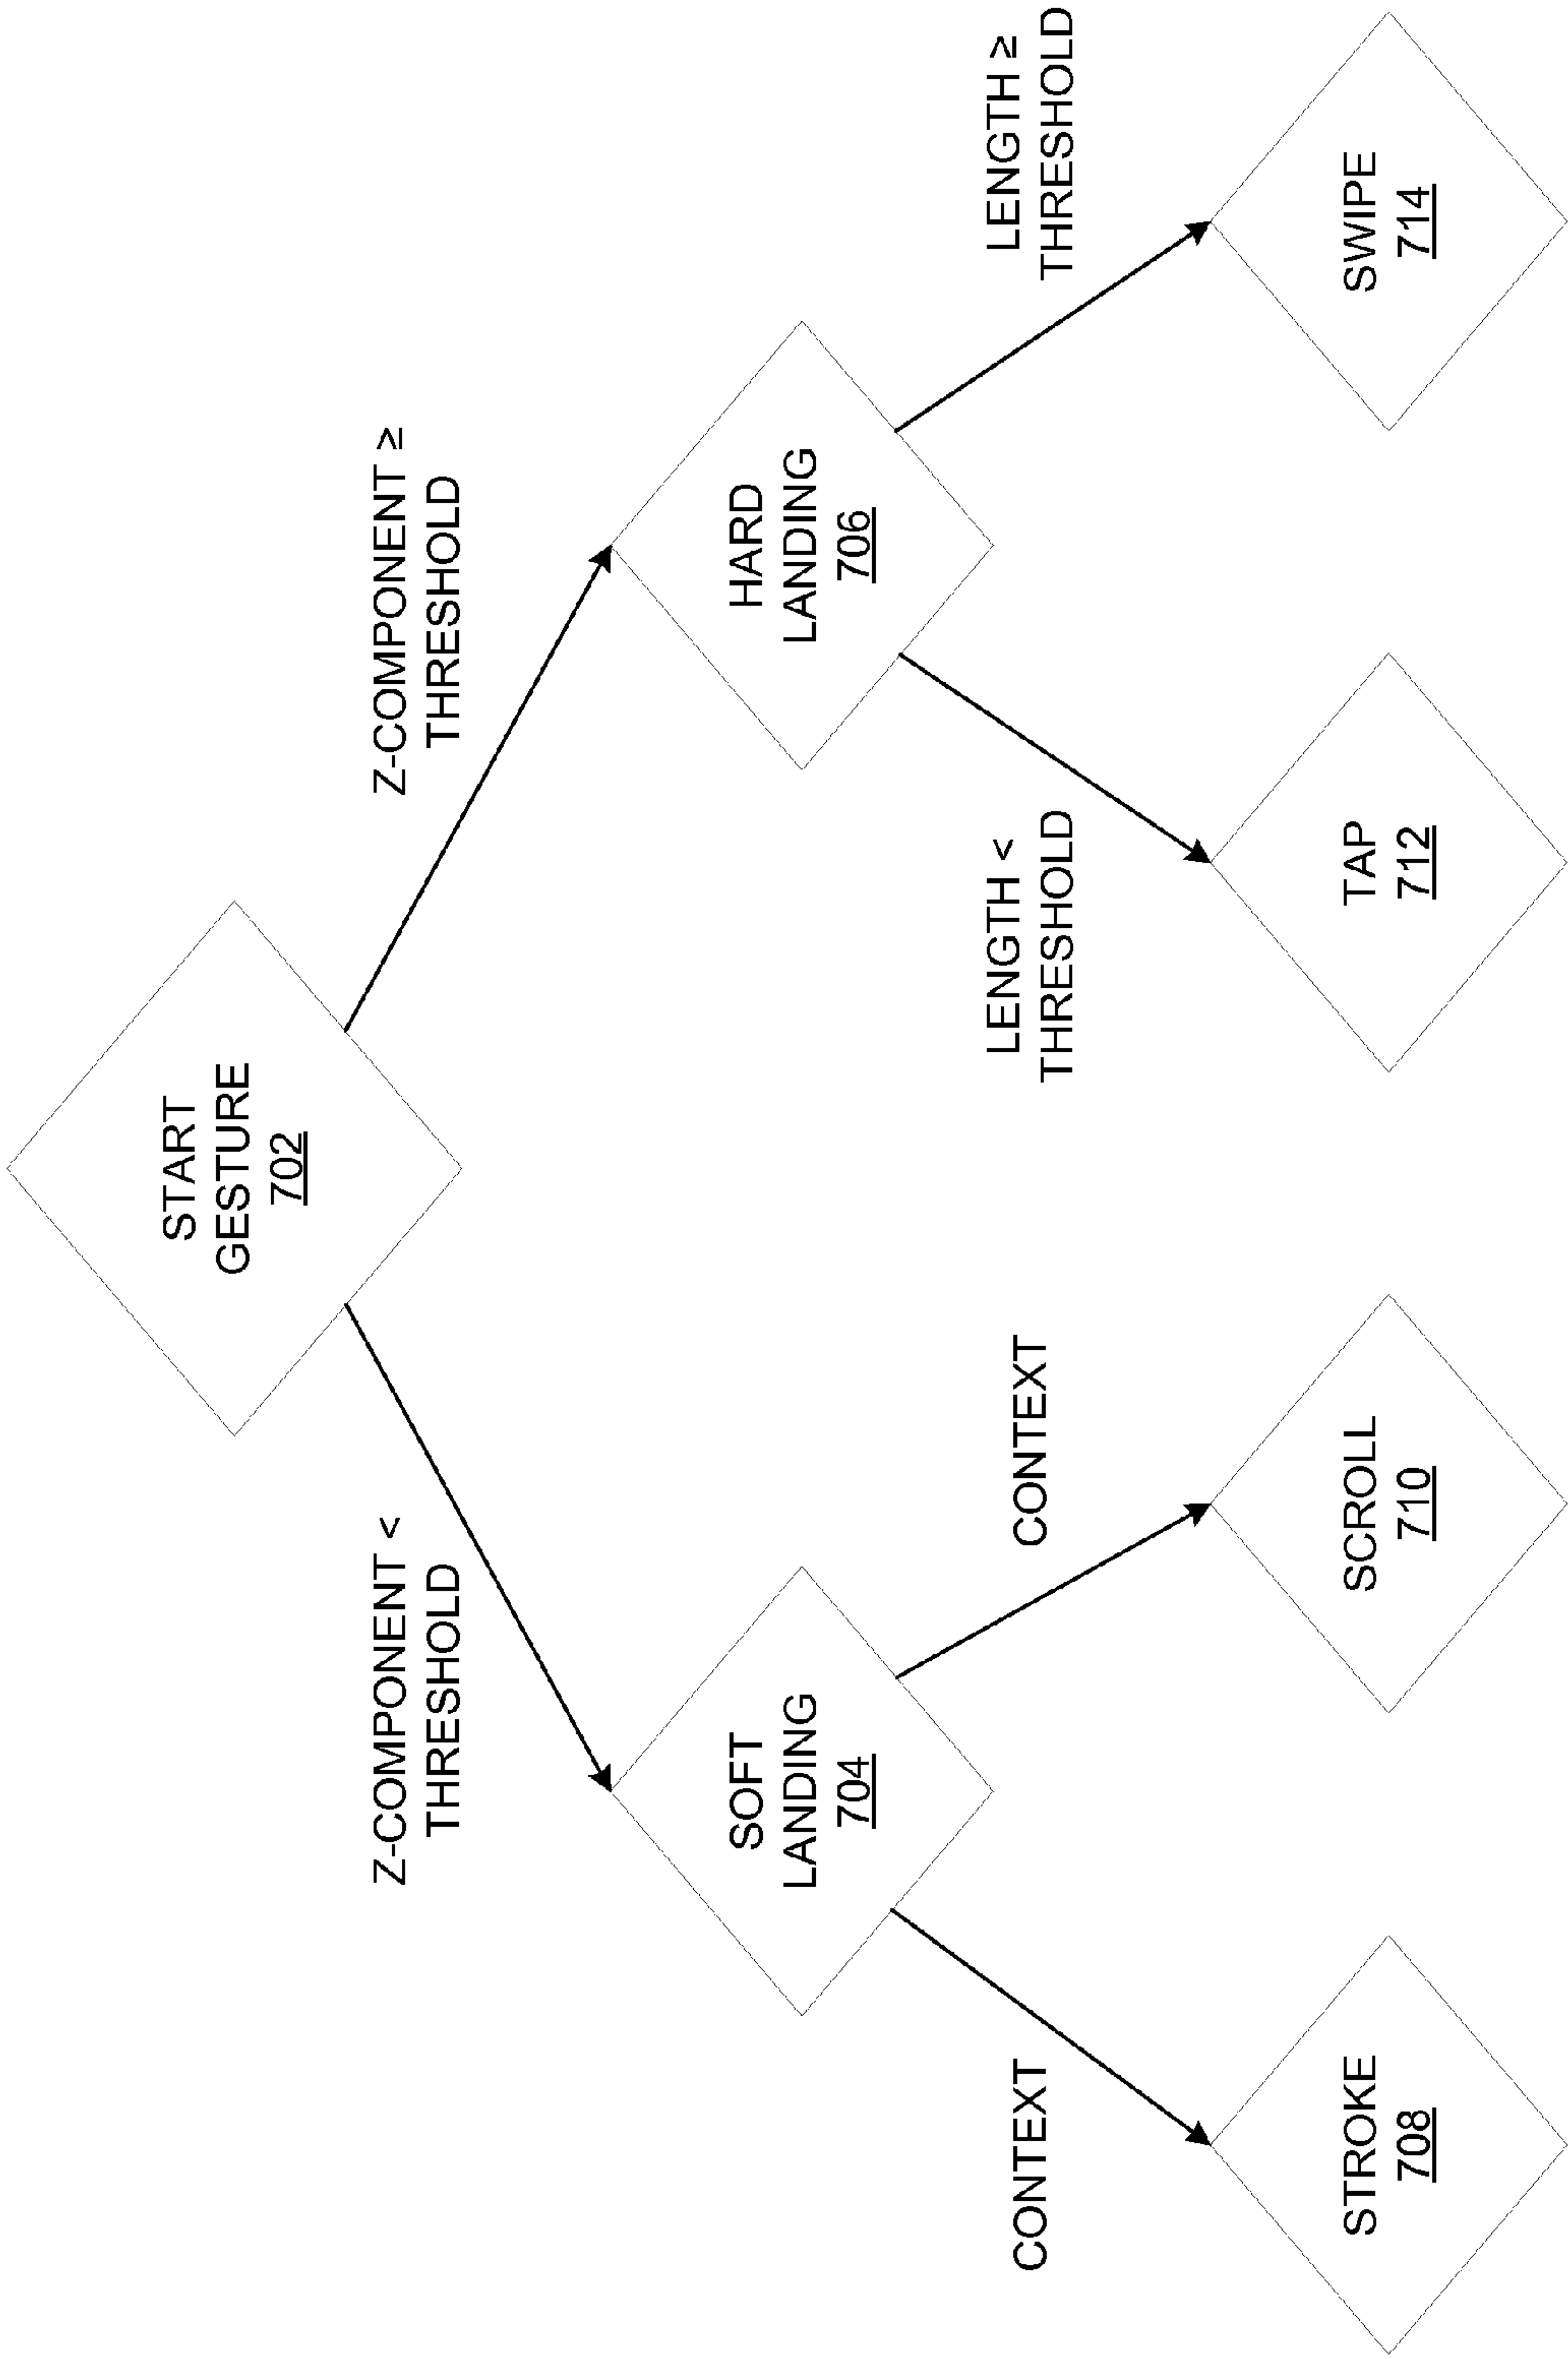 START
GESTURE
702
Z-COMPONENT <
THRESHOLD
Z-COMPONENT ≥
THRESHOLD
SOFT
LANDING
704
HARD
LANDING
706
CONTEXT
CONTEXT
LENGTH <
THRESHOLD
LENGTH ≥
THRESHOLD
STROKE
708
SCROLL
710
TAP
712
SWIPE
714